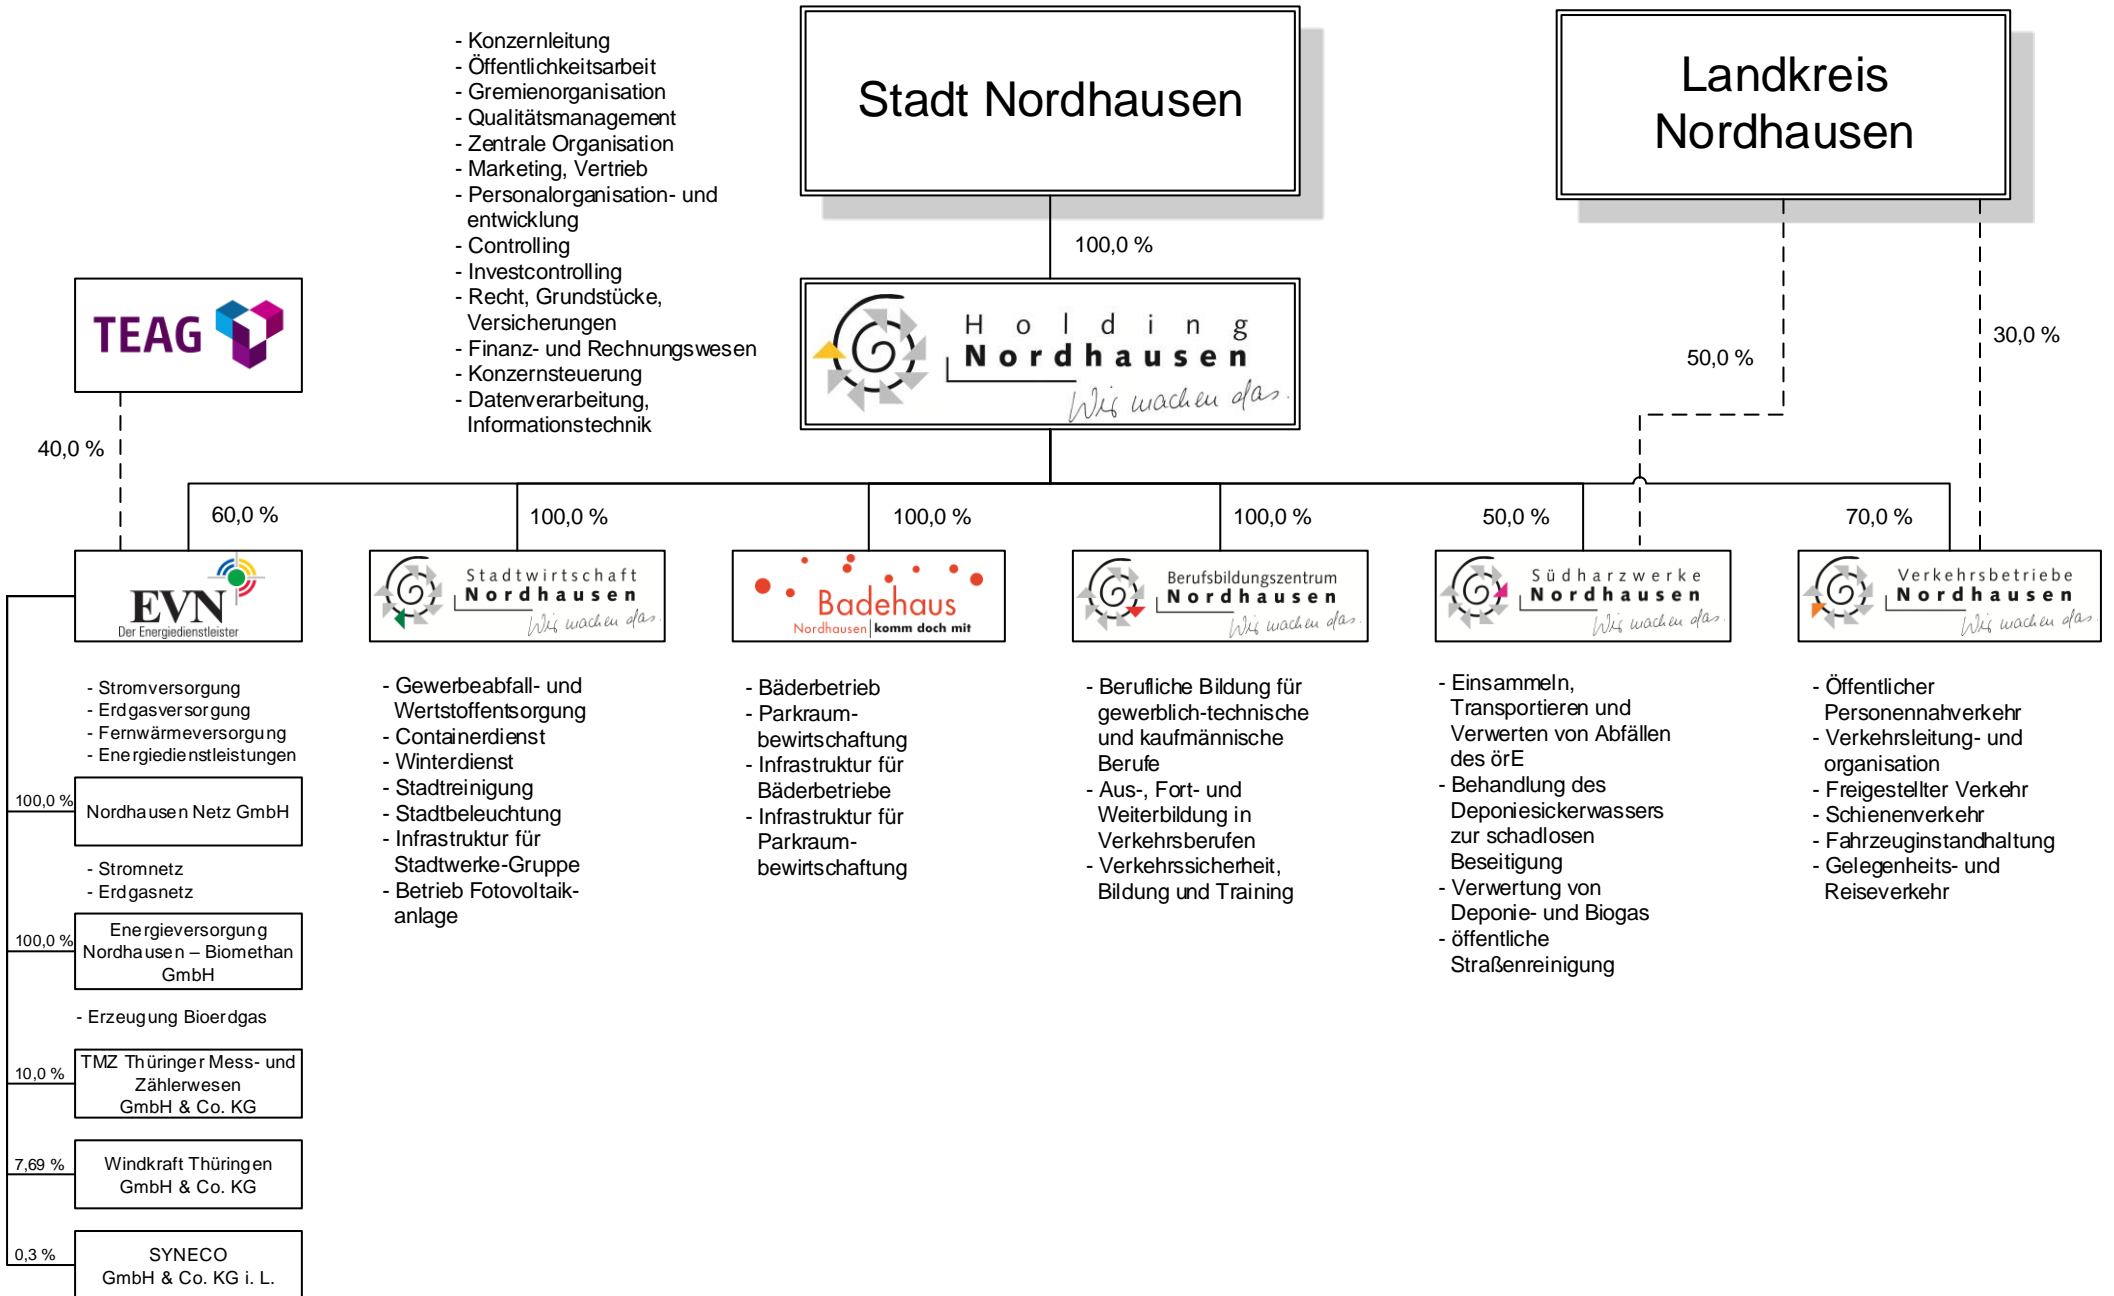 - Konzernleitung
- Öffentlichkeitsarbeit
- Gremienorganisation
- Qualitätsmanagement
- Zentrale Organisation
- Marketing, Vertrieb
- Personalorganisation- und
entwicklung
- Controlling
- Investcontrolling
- Recht, Grundstücke,
Versicherungen
- Finanz- und Rechnungswesen
- Konzernsteuerung
- Datenverarbeitung,
Informationstechnik
Stadt Nordhausen
Landkreis
Nordhausen
100,0 %
TEAG
Holding
Nordhausen
Wir machen das.
50,0 %
30,0 %
40,0 %
60,0 %
100,0 %
100,0 %
100,0 %
50,0 %
70,0 %
EVN
Der Energiedienstleister
Stadtwirtschaft
Nordhausen
Wir machen das.
Badehaus
Nordhausen komm doch mit
Berufsbildungszentrum
Nordhausen
Wir machen das.
Südharzwerke
Nordhausen
Wir machen das.
Verkehrsbetriebe
Nordhausen
Wir machen das.
- Stromversorgung
- Erdgasversorgung
- Fernwärmeversorgung
- Energiedienstleistungen
100,0 %
Nordhausen Netz GmbH
- Stromnetz
- Erdgasnetz
100,0 %
Energieversorgung
Nordhausen – Biomethan
GmbH
- Erzeugung Bioerdgas
10,0 %
TMZ Thüringer Mess- und
Zählerwesen
GmbH & Co. KG
7,69 %
Windkraft Thüringen
GmbH & Co. KG
0,3 %
SYNECO
GmbH & Co. KG i. L.
- Gewerbeabfall- und
Wertstoffentsorgung
- Containerdienst
- Winterdienst
- Stadtreinigung
- Stadtbeleuchtung
- Infrastruktur für
Stadtwerke-Gruppe
- Betrieb Fotovoltaik-
anlage
- Bäderbetrieb
- Parkraum-
bewirtschaftung
- Infrastruktur für
Bäderbetriebe
- Infrastruktur für
Parkraum-
bewirtschaftung
- Berufliche Bildung für
gewerblich-technische
und kaufmännische
Berufe
- Aus-, Fort- und
Weiterbildung in
Verkehrsberufen
- Verkehrssicherheit,
Bildung und Training
- Einsammeln,
Transportieren und
Verwerten von Abfällen
des örE
- Behandlung des
Deponiesickerwassers
zur schadlosen
Beseitigung
- Verwertung von
Deponie- und Biogas
- öffentliche
Straßenreinigung
- Öffentlicher
Personennahverkehr
- Verkehrsleitung- und
organisation
- Freigestellter Verkehr
- Schienenverkehr
- Fahrzeuginstandhaltung
- Gelegenheits- und
Reiseverkehr